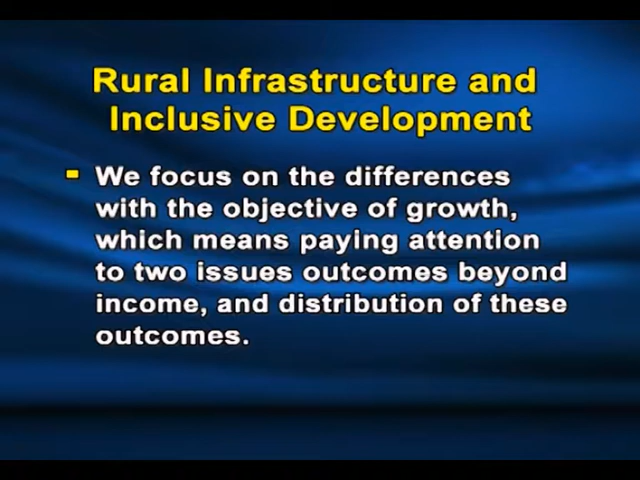 Rural Infrastructure and
Inclusive Development
We focus on the differences
with the objective of growth,
which means paying attention
to two issues outcomes beyond
income, and distribution of these
outcomes.